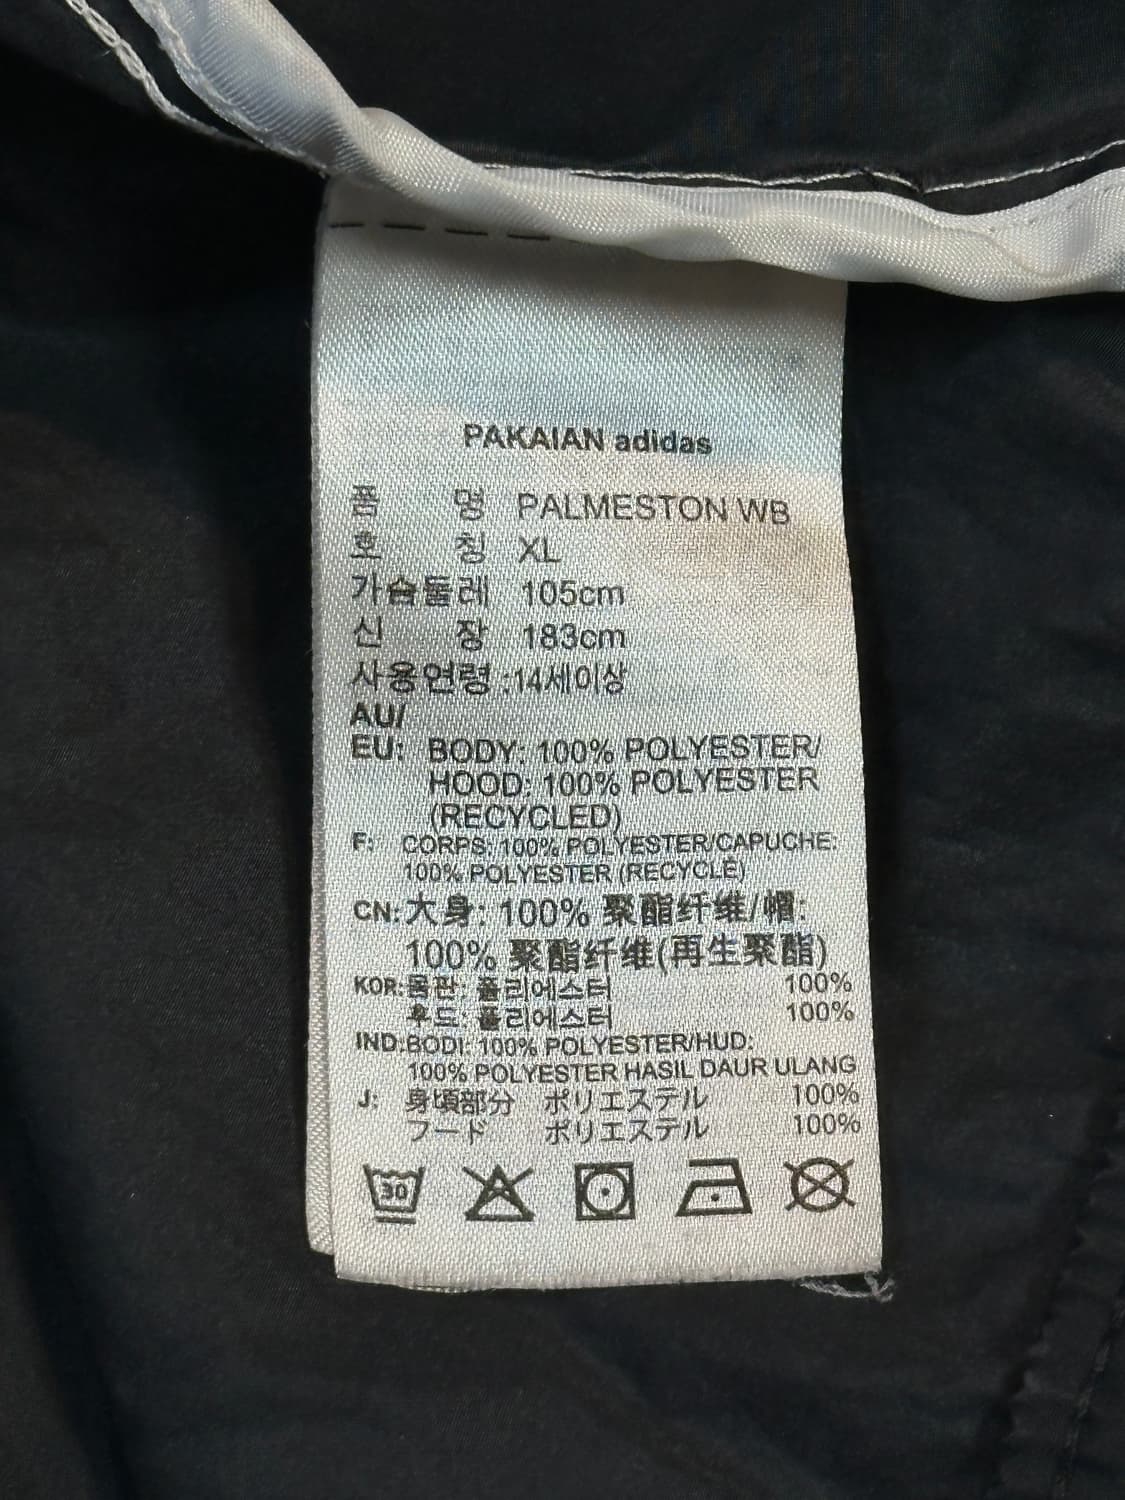 PAKAIAN adidas
품 명 PALMESTON WB
호 칭 XL
가슴둘레 105cm
신 장 183cm
사용연령 :14세이상
AU/
EU: BODY: 100% POLYESTER/
HOOD: 100% POLYESTER
(RECYCLED)
F: CORPS: 100% POLYESTER/CAPUCHE:
100% POLYESTER (RECYCLÉ)
CN: 大身: 100% 聚酯纤维/帽:
100% 聚酯纤维(再生聚酯)
KOR: 몸판: 폴리에스터 100%
후드: 폴리에스터 100%
IND: BODI: 100% POLYESTER/HUD:
100% POLYESTER HASIL DAUR ULANG
J: 身頃部分 ポリエステル 100%
フード ポリエステル 100%
30